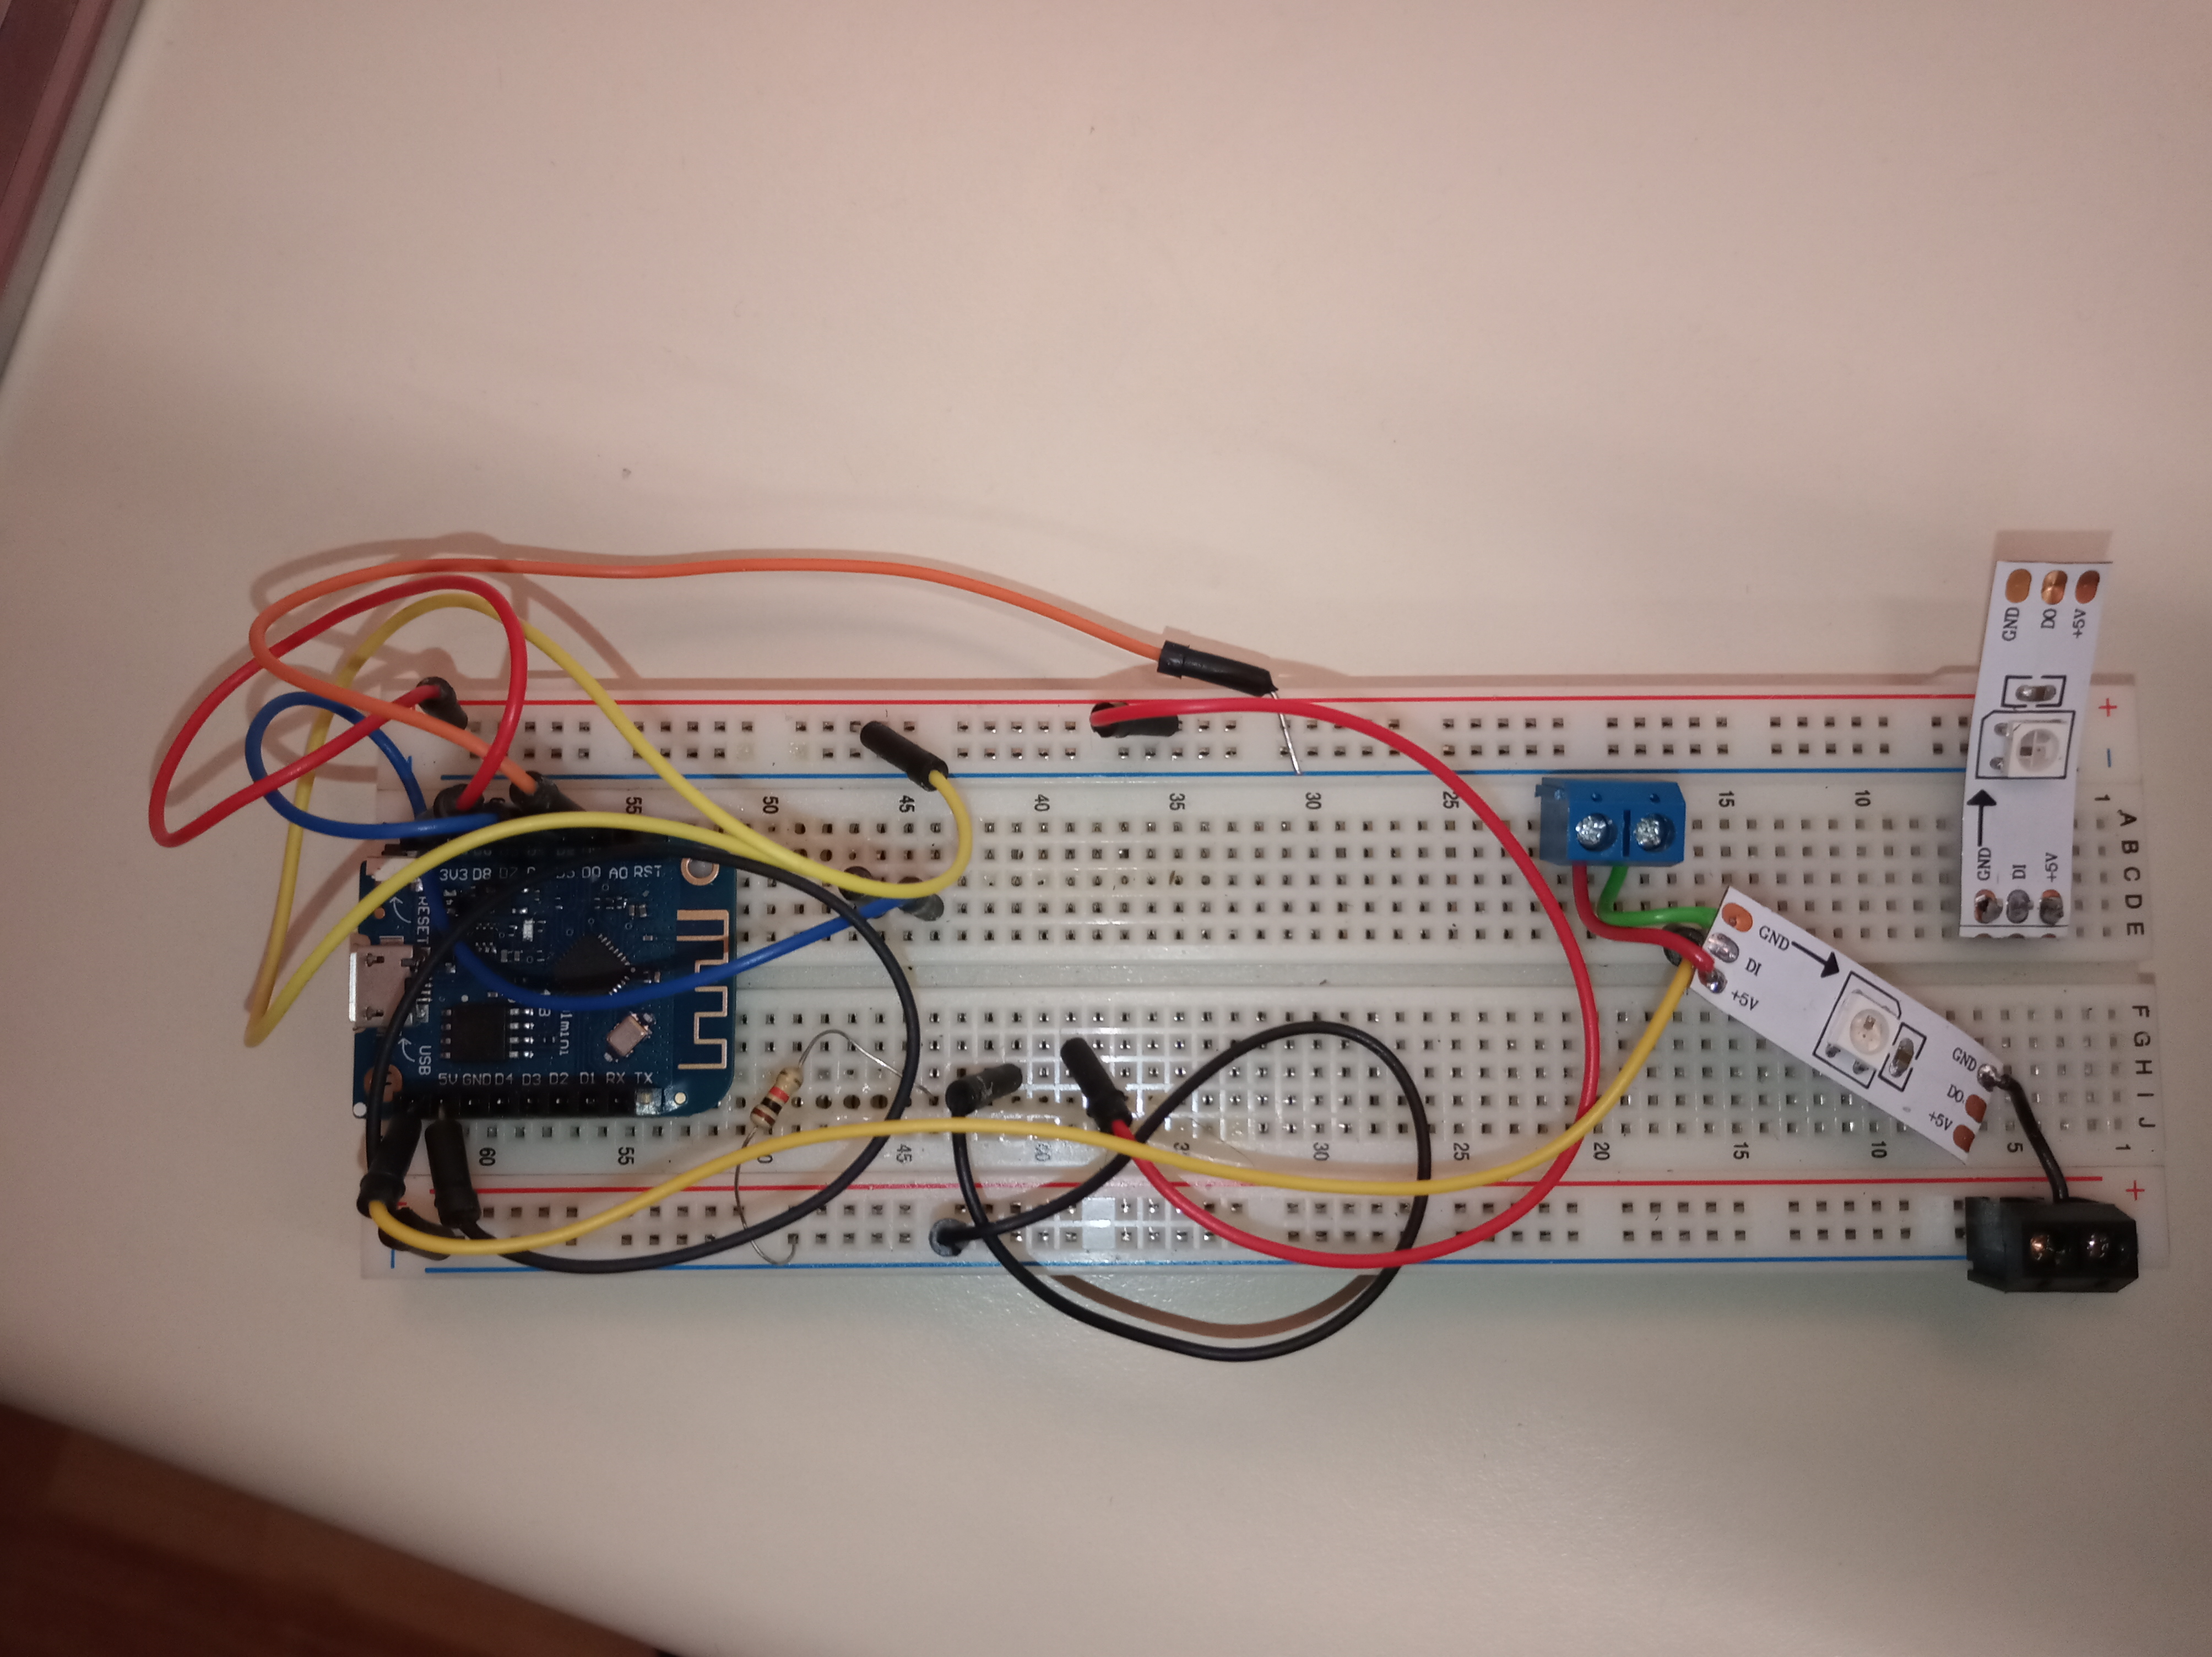 GND DO +5V
GND DI +5V
+
−
55 50 45 40 35 30 25 15 10 1
A
B
C
D
E
3V3 D8 D7 D0 A0 RST
RESET
USB
5V GND D4 D3 D2 D1 RX TX
GND
DI
+5V
GND
DO
+5V
F
G
H
I
J
60 55 45 30 25 20 15 10 5 1
+